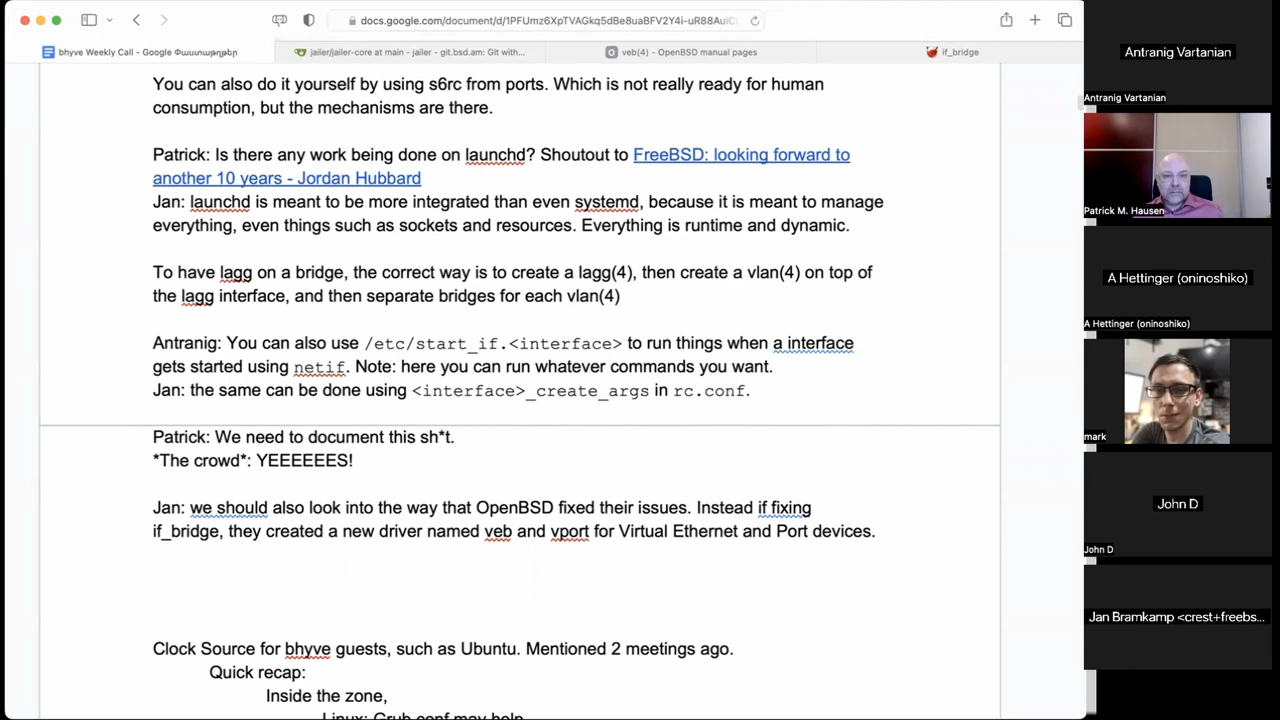 docs.google.com/document/d/1PFUmz6XpTVAGkq5dBe8uaBFV2Y4i-uR88AuiC
bhyve Weekly Call - Google Փաստաթղթեր
jailer/jailer-core at main - jailer - git.bsd.am: Git with...
veb(4) - OpenBSD manual pages
if_bridge
You can also do it yourself by using s6rc from ports. Which is not really ready for human
consumption, but the mechanisms are there.
Patrick: Is there any work being done on launchd? Shoutout to FreeBSD: looking forward to
another 10 years - Jordan Hubbard
Jan: launchd is meant to be more integrated than even systemd, because it is meant to manage
everything, even things such as sockets and resources. Everything is runtime and dynamic.
To have lagg on a bridge, the correct way is to create a lagg(4), then create a vlan(4) on top of
the lagg interface, and then separate bridges for each vlan(4)
Antranig: You can also use /etc/start_if.<interface> to run things when a interface
gets started using netif. Note: here you can run whatever commands you want.
Jan: the same can be done using <interface>_create_args in rc.conf.
Patrick: We need to document this sh*t.
*The crowd*: YEEEEEES!
Jan: we should also look into the way that OpenBSD fixed their issues. Instead if fixing
if_bridge, they created a new driver named veb and vport for Virtual Ethernet and Port devices.
Clock Source for bhyve guests, such as Ubuntu. Mentioned 2 meetings ago.
Quick recap:
Inside the zone,
Linux: Grub conf may help
Antranig Vartanian
Antranig Vartanian
Patrick M. Hausen
A Hettinger (oninoshiko)
A Hettinger (oninoshiko)
mark
John D
John D
Jan Bramkamp <crest+freebs...